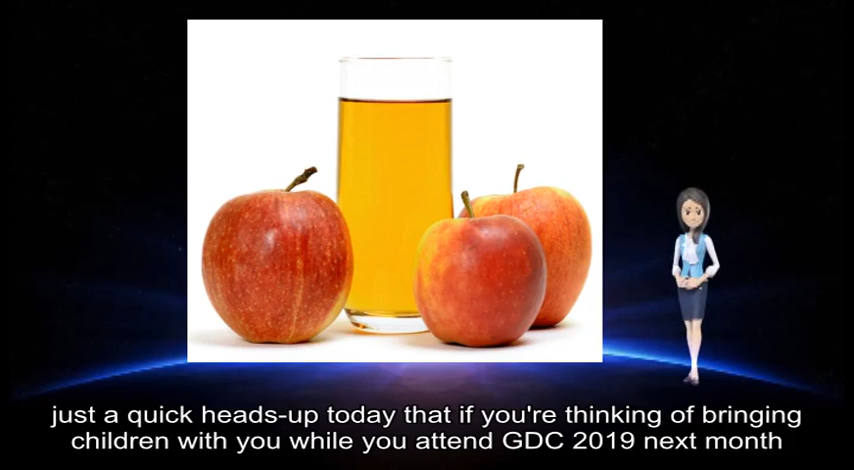 just a quick heads-up today that if you're thinking of bringing
children with you while you attend GDC 2019 next month